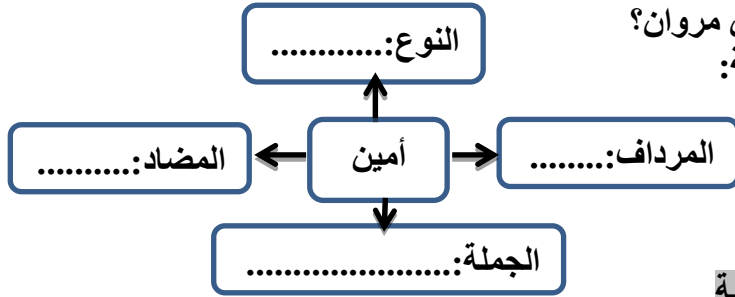 مروان؟
النوع:............
المرداف:........
أمين
المضاد:..........
الجملة:......................